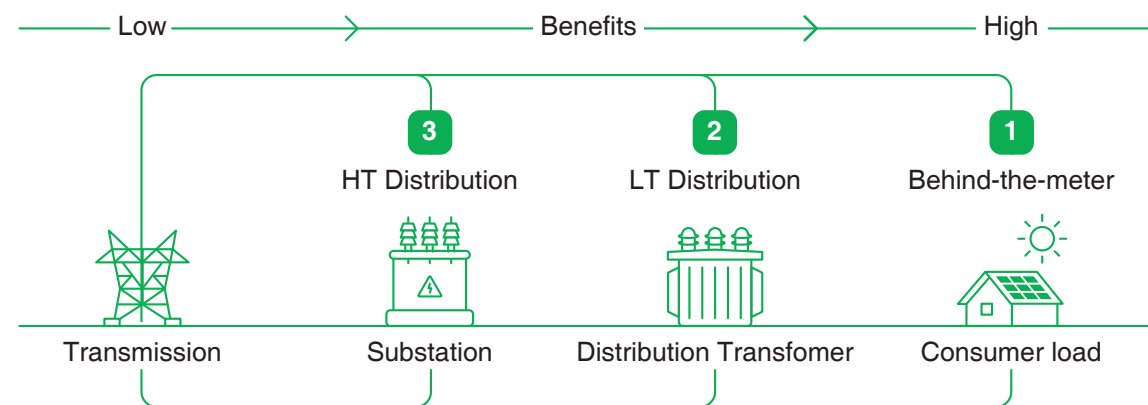 Low Benefits High
3 2 1
HT Distribution LT Distribution Behind-the-meter
Transmission Substation Distribution Transfomer Consumer load